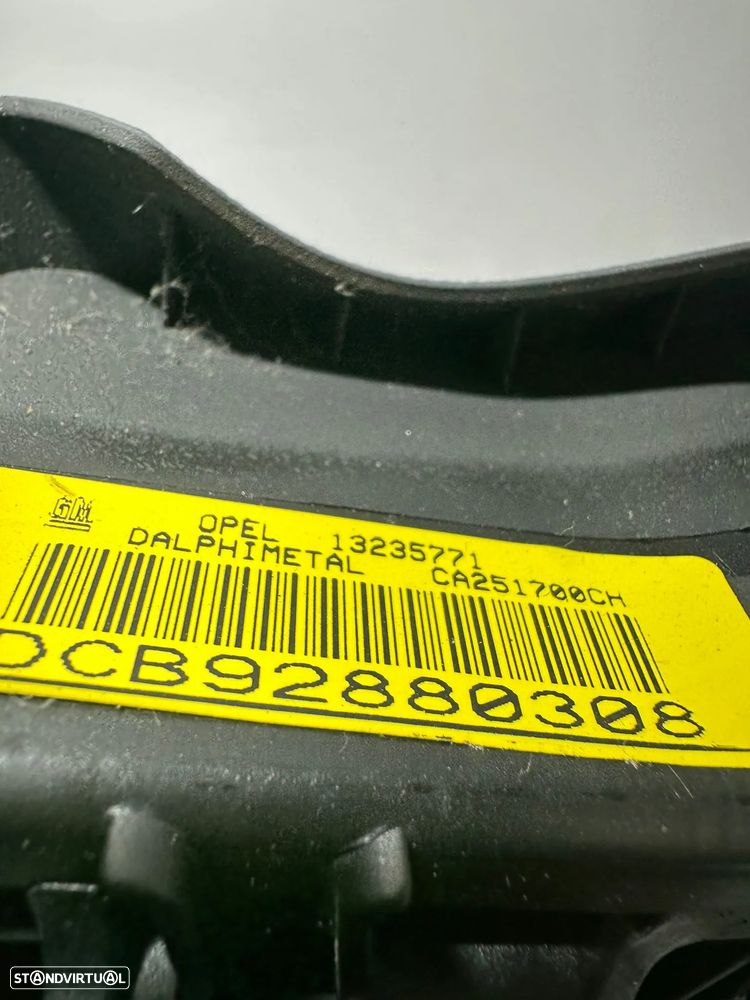 GM
OPEL 13235771
DALPHIMETAL CA251700CH
DCB92880308
STANDVIRTUAL